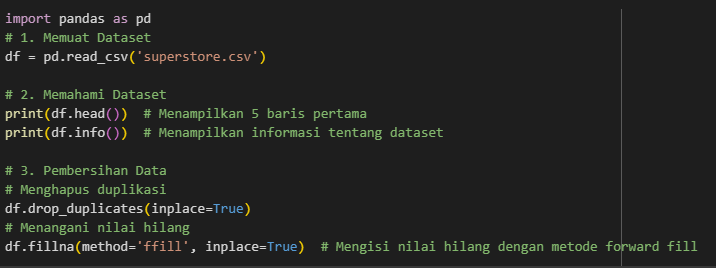 import pandas as pd
# 1. Memuat Dataset
df = pd.read_csv('superstore.csv')
# 2. Memahami Dataset
print(df.head())  # Menampilkan 5 baris pertama
print(df.info())  # Menampilkan informasi tentang dataset
# 3. Pembersihan Data
# Menghapus duplikasi
df.drop_duplicates(inplace=True)
# Menangani nilai hilang
df.fillna(method='ffill', inplace=True)  # Mengisi nilai hilang dengan metode forward fill